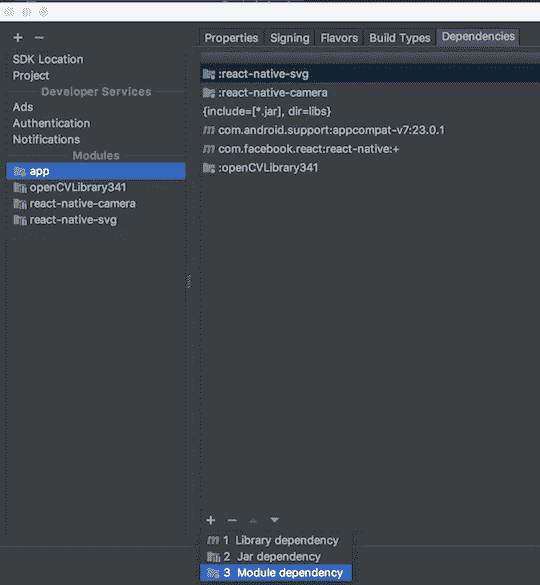 SDK Location
Project
Developer Services
Ads
Authentication
Notifications
Modules
app
openCVLibrary341
react-native-camera
react-native-svg
Properties Signing Flavors Build Types Dependencies
:react-native-svg
:react-native-camera
{include=[*.jar], dir=libs}
m com.android.support:appcompat-v7:23.0.1
m com.facebook.react:react-native:+
:openCVLibrary341
m 1 Library dependency
2 Jar dependency
3 Module dependency